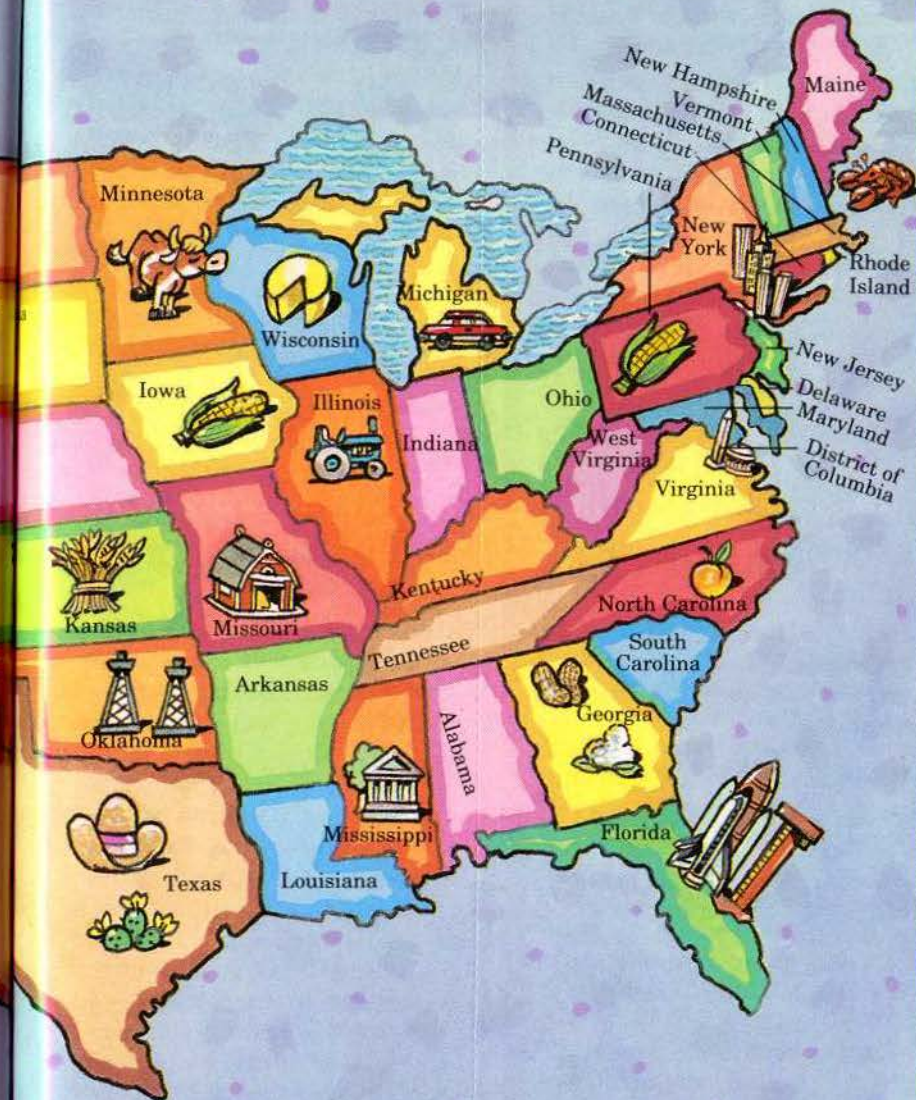 Maine
New Hampshire
Vermont
Massachusetts
Connecticut
Pennsylvania
Minnesota
New
York
Rhode
Island
Michigan
Wisconsin
New Jersey
Iowa
Illinois
Ohio
Delaware
Maryland
Indiana
West
Virginia
District of
Columbia
Virginia
Kentucky
North Carolina
Kansas
Missouri
South
Carolina
Tennessee
Arkansas
Georgia
Oklahoma
Alabama
Mississippi
Florida
Texas
Louisiana